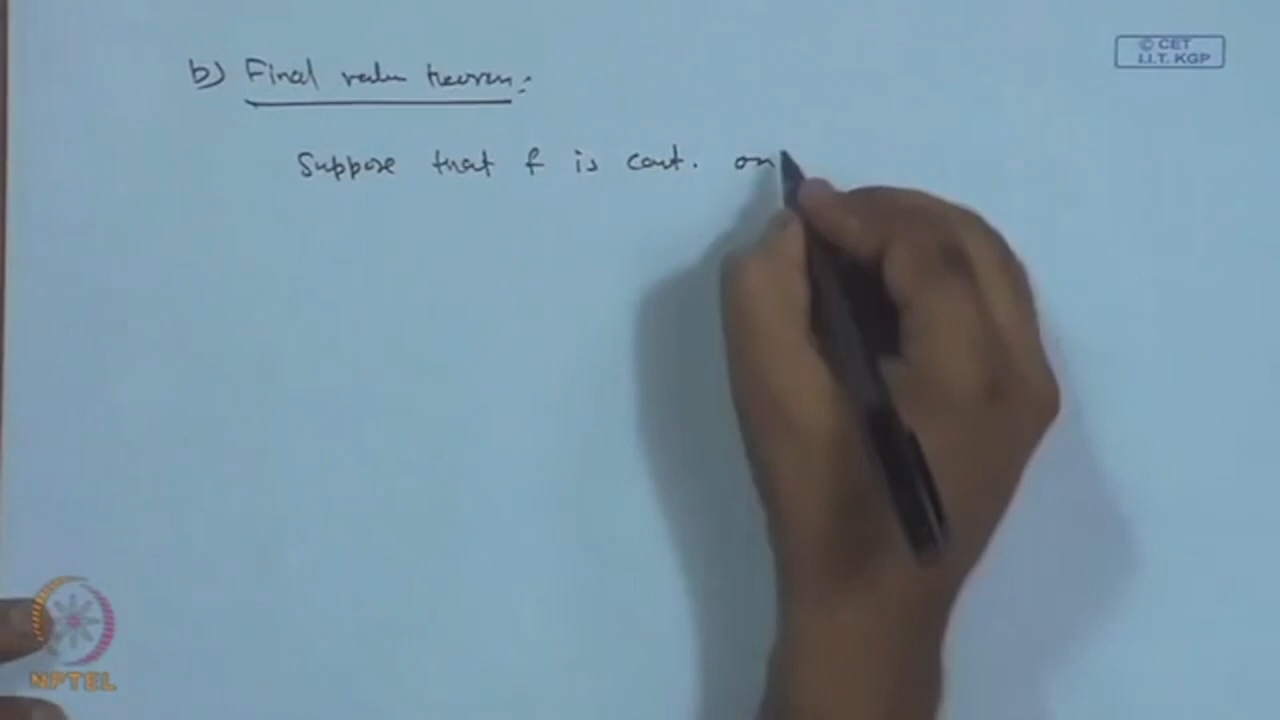 © CET
I.I.T. KGP
b) Final value theorem:
Suppose that f is cont. on
NPTEL